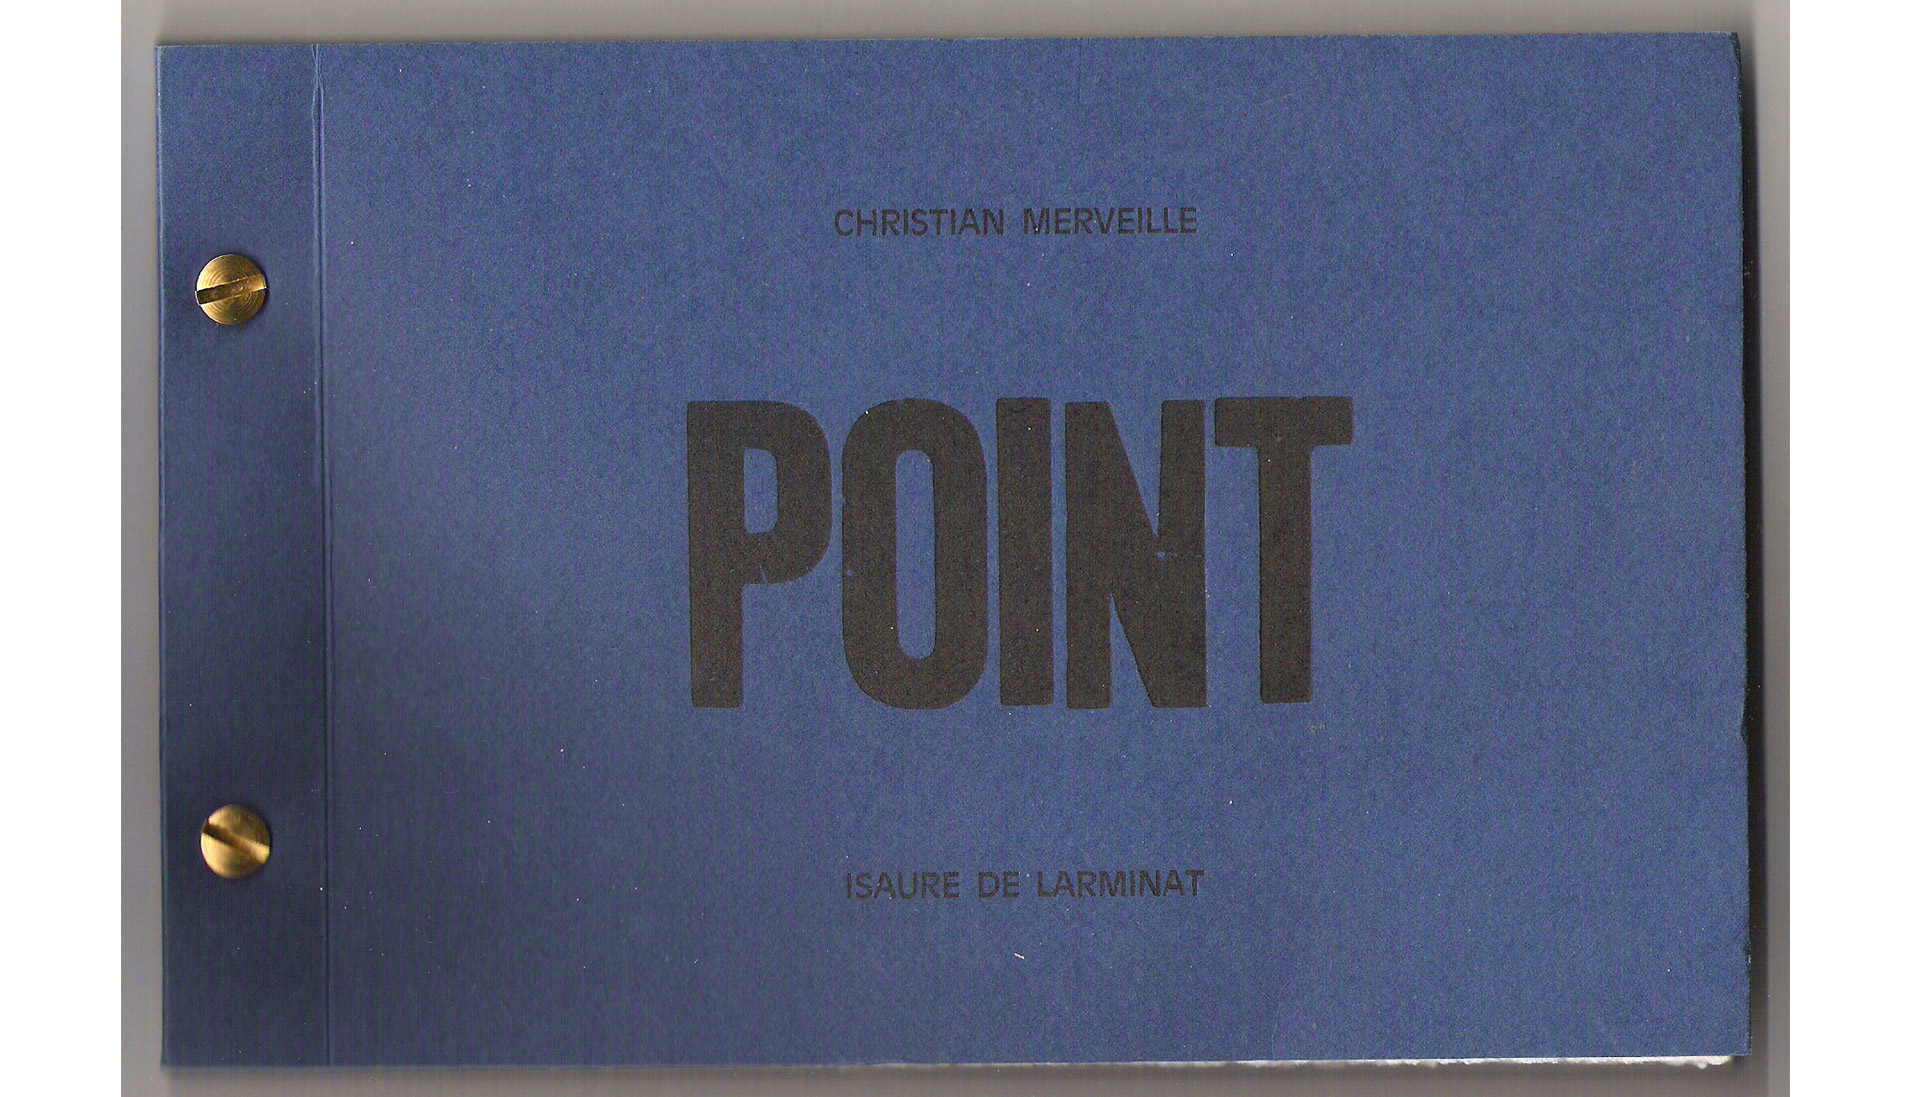 CHRISTIAN MERVEILLE
POINT
ISAURE DE LARMINAT